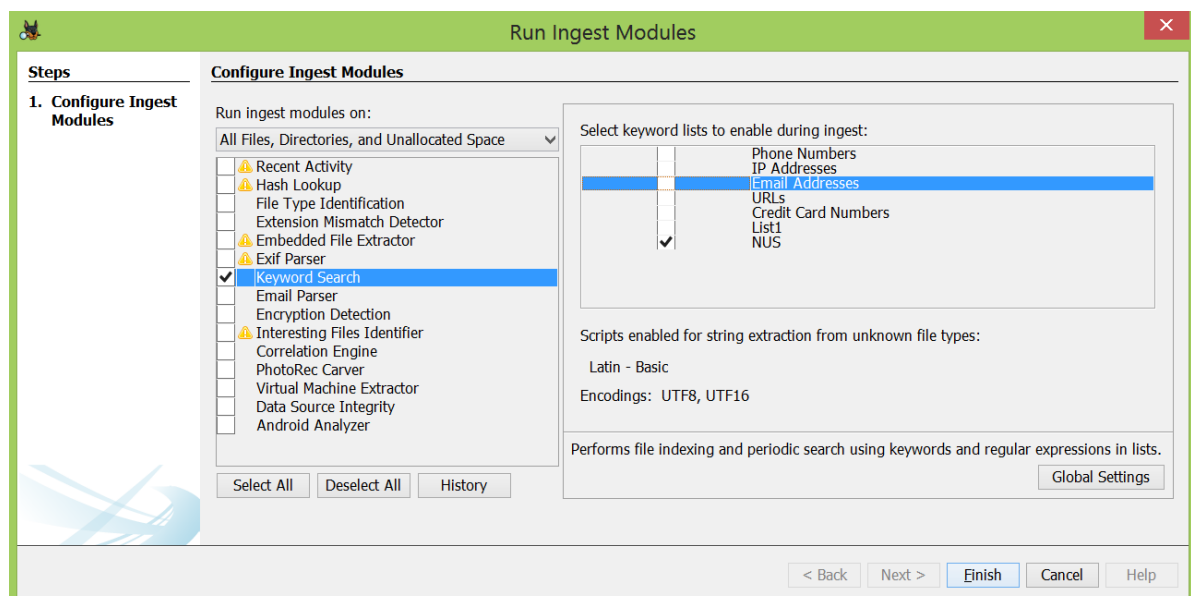 Run Ingest Modules
Steps
1. Configure Ingest
Modules
Configure Ingest Modules
Run ingest modules on:
All Files, Directories, and Unallocated Space
Recent Activity
Hash Lookup
File Type Identification
Extension Mismatch Detector
Embedded File Extractor
Exif Parser
Keyword Search
Email Parser
Encryption Detection
Interesting Files Identifier
Correlation Engine
PhotoRec Carver
Virtual Machine Extractor
Data Source Integrity
Android Analyzer
Select All Deselect All History
Select keyword lists to enable during ingest:
Phone Numbers
IP Addresses
Email Addresses
URLs
Credit Card Numbers
List1
NUS
Scripts enabled for string extraction from unknown file types:
Latin - Basic
Encodings: UTF8, UTF16
Performs file indexing and periodic search using keywords and regular expressions in lists.
Global Settings
< Back Next > Finish Cancel Help